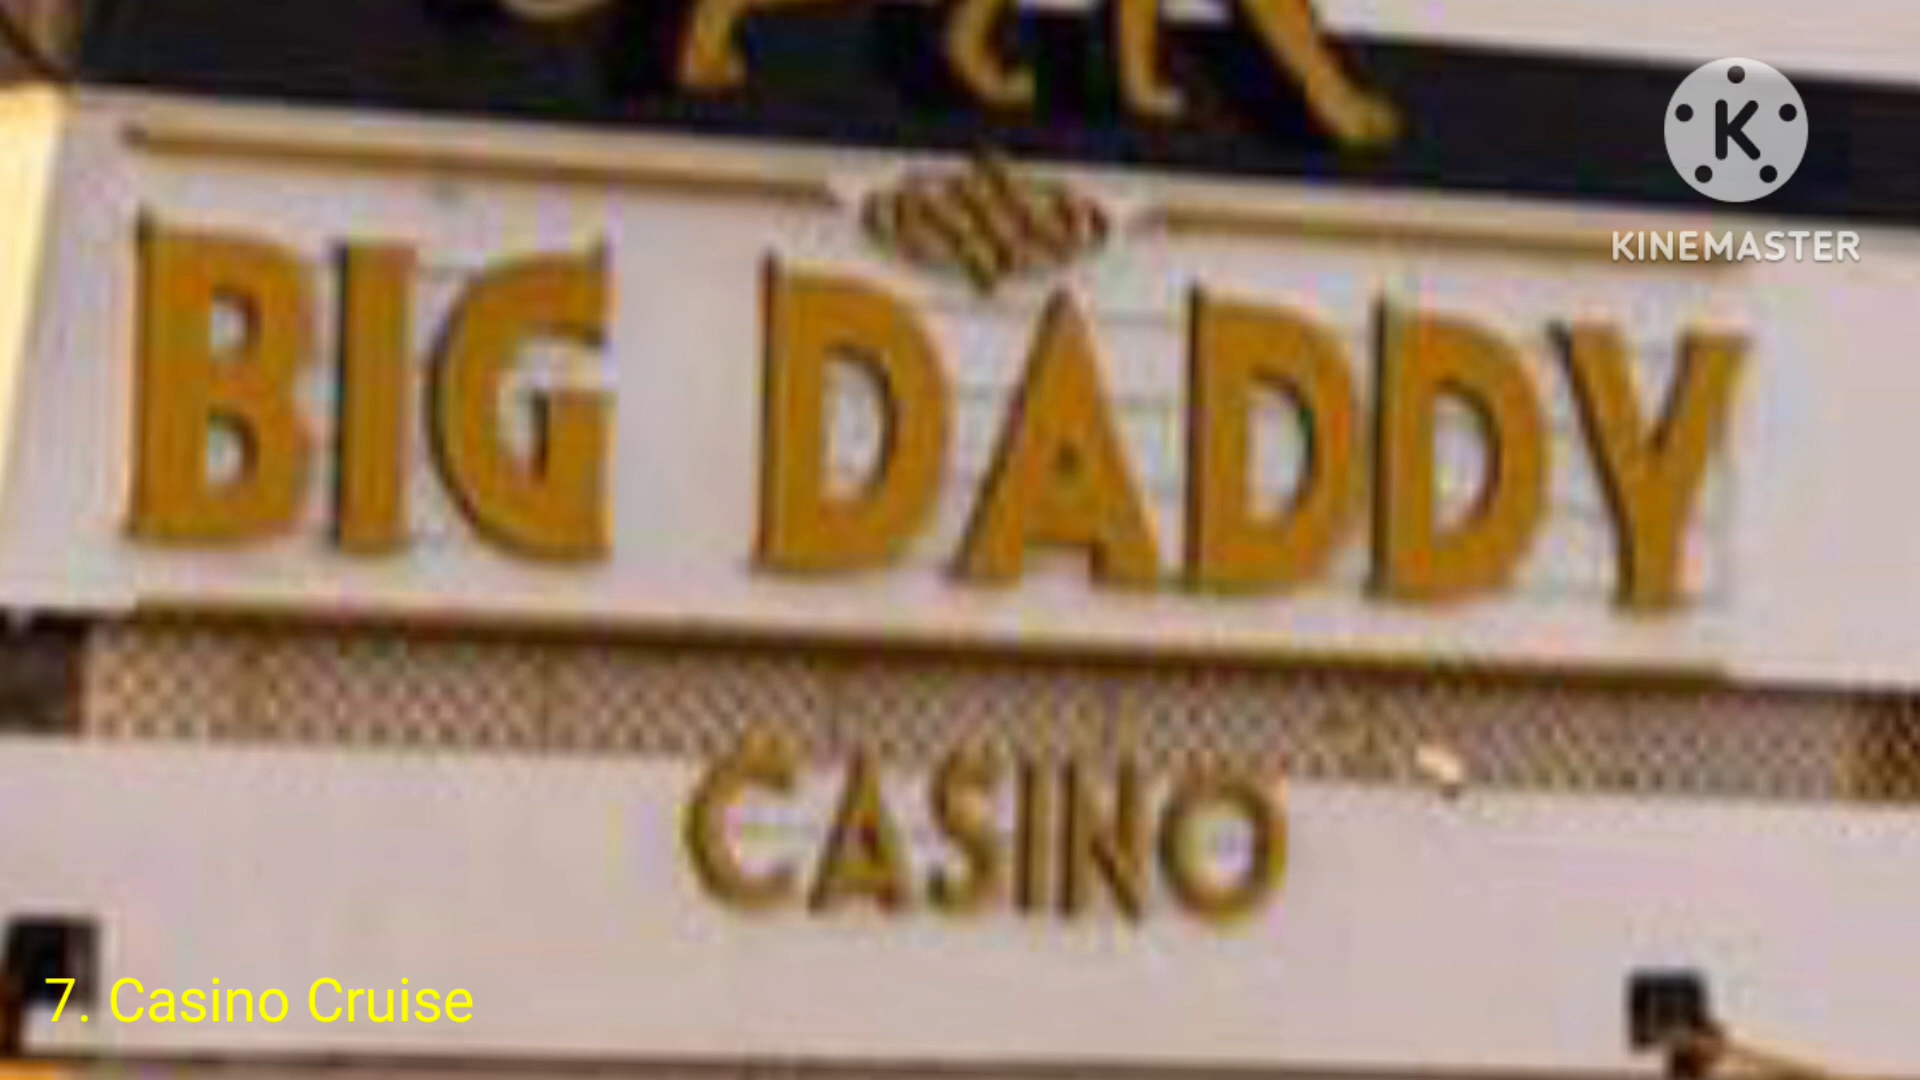 K
KINEMASTER
BIG DADDY
CASINO
7. Casino Cruise